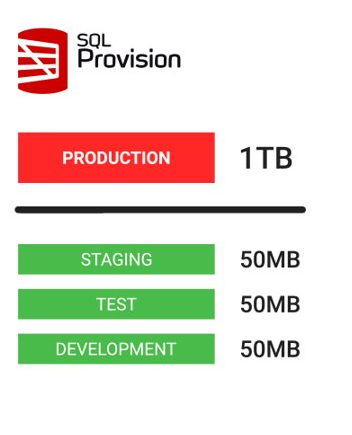 SQL
Provision
PRODUCTION 1TB
STAGING 50MB
TEST 50MB
DEVELOPMENT 50MB